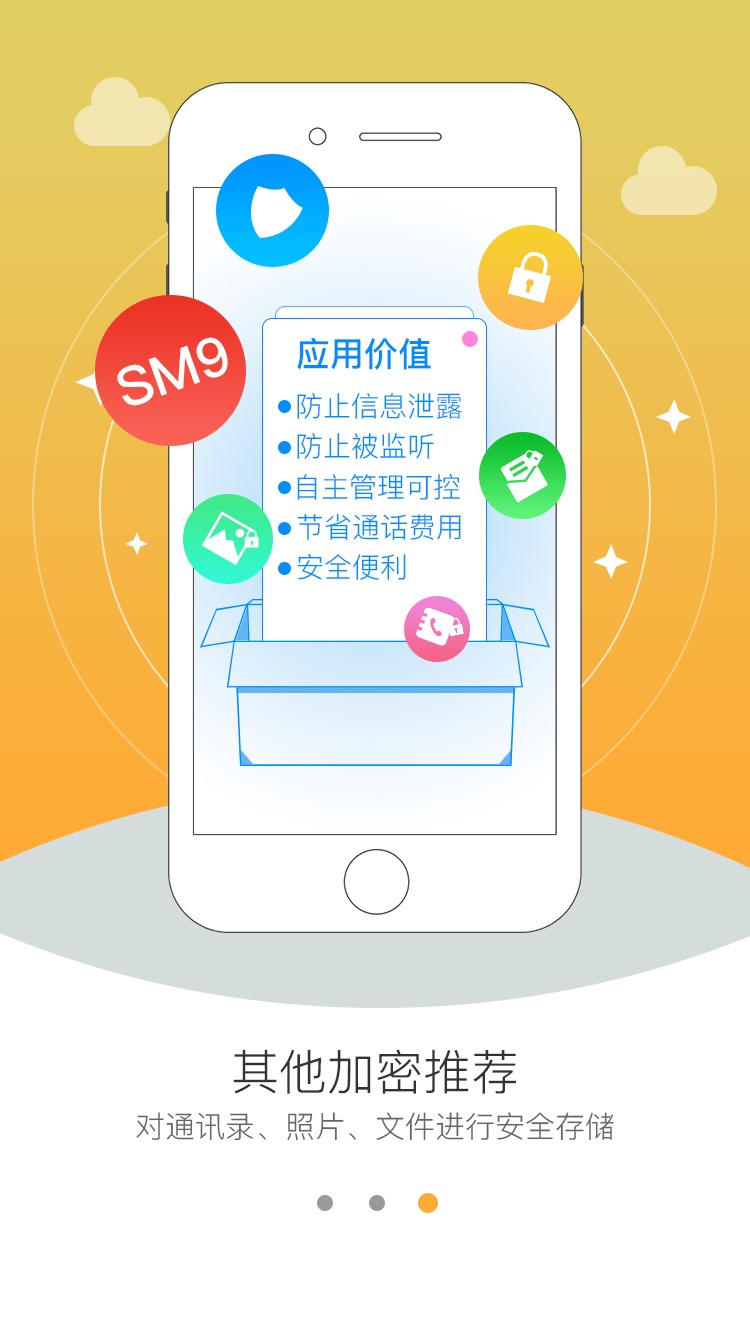 SM9
应用价值
●防止信息泄露
●防止被监听
●自主管理可控
●节省通话费用
●安全便利
其他加密推荐
对通讯录、照片、文件进行安全存储